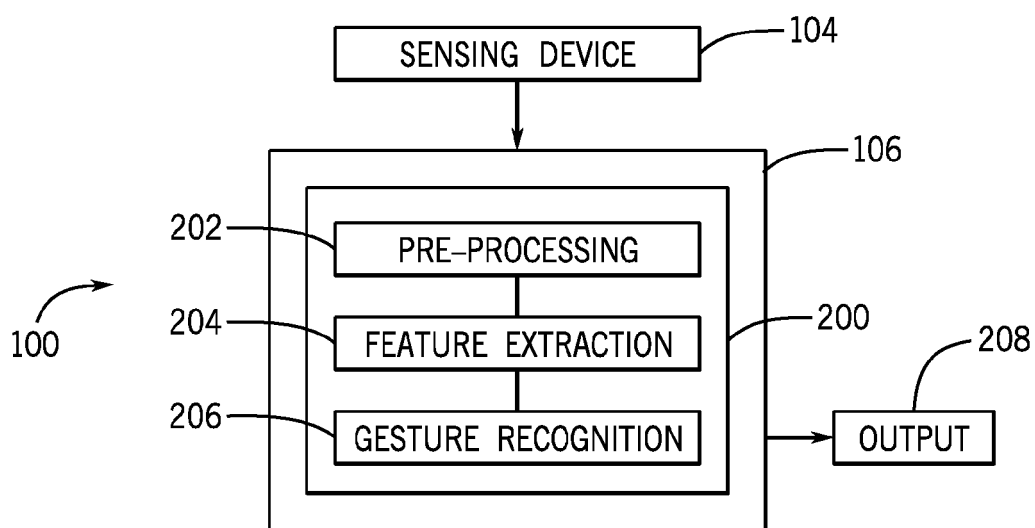 SENSING DEVICE
104
106
202
PRE-PROCESSING
100
204
FEATURE EXTRACTION
200
208
206
GESTURE RECOGNITION
OUTPUT